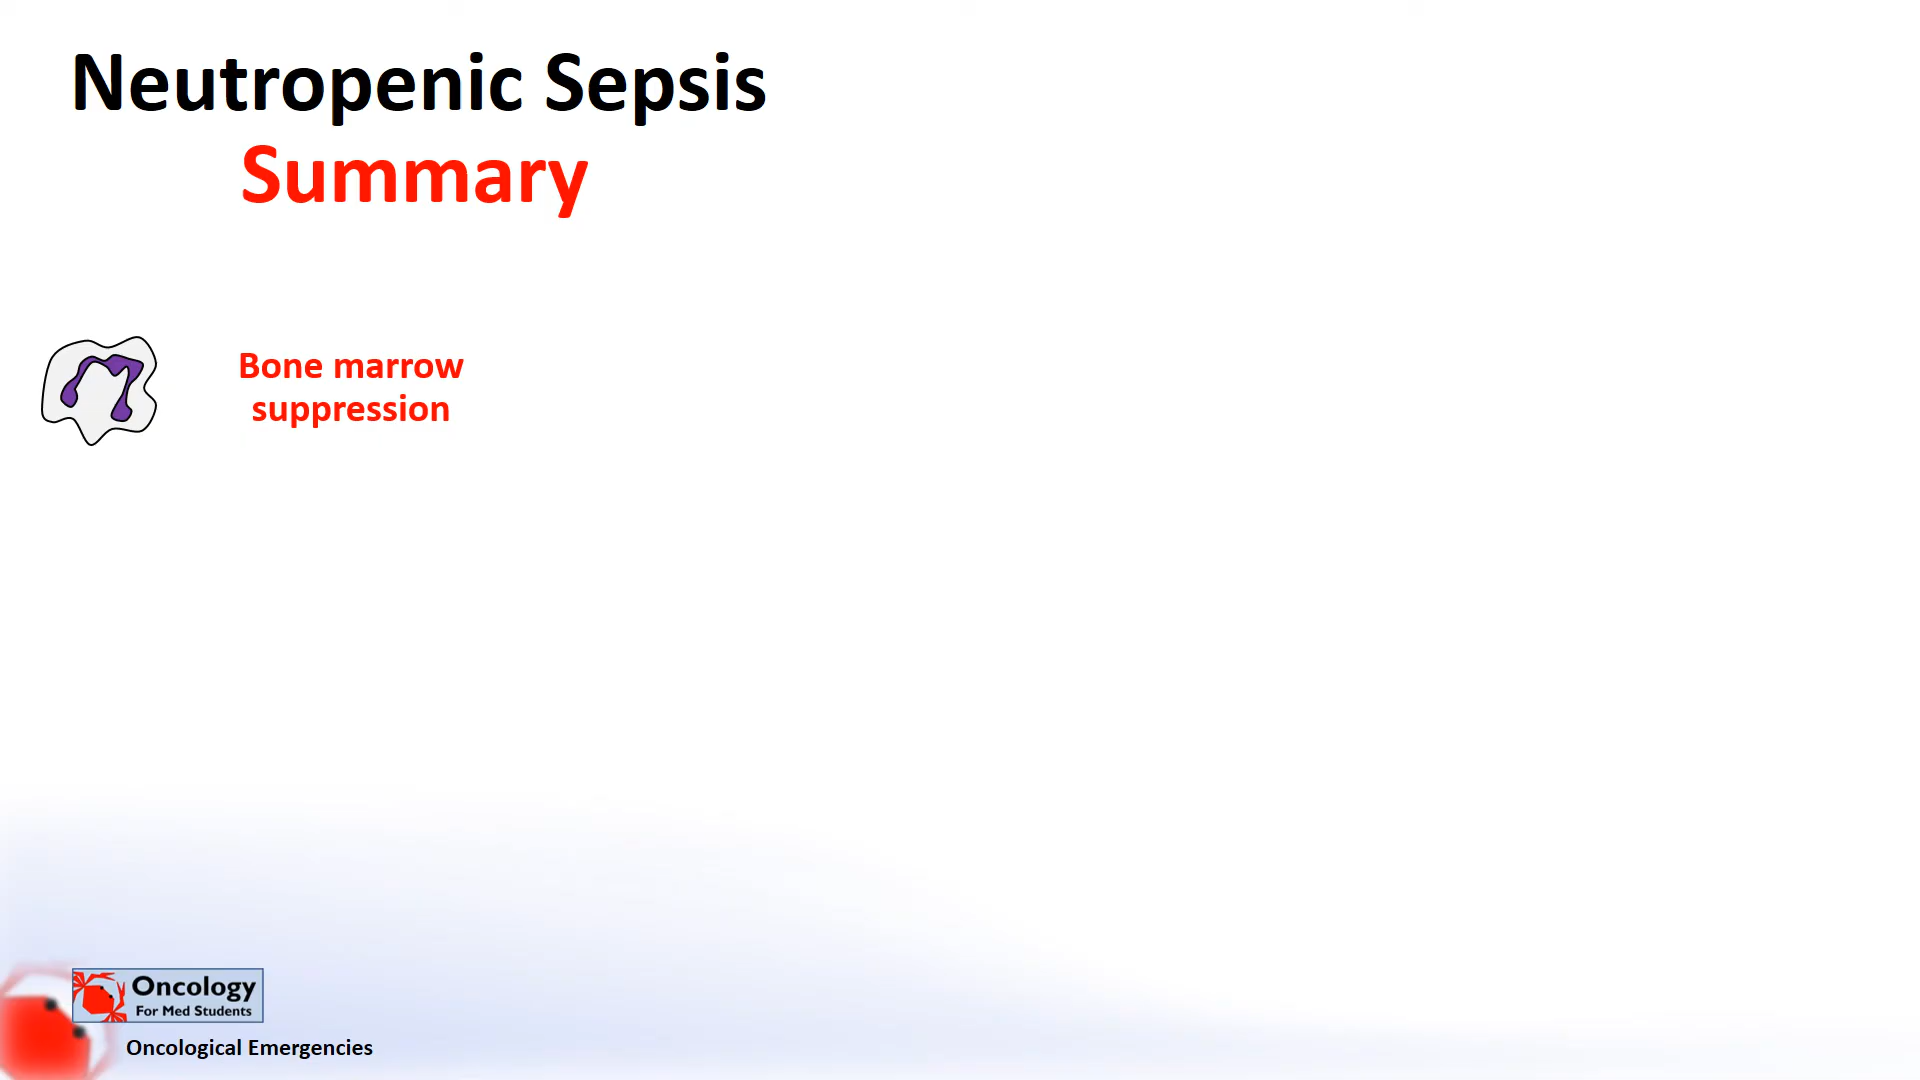 Neutropenic Sepsis
Summary
Bone marrow
suppression
Oncology
For Med Students
Oncological Emergencies